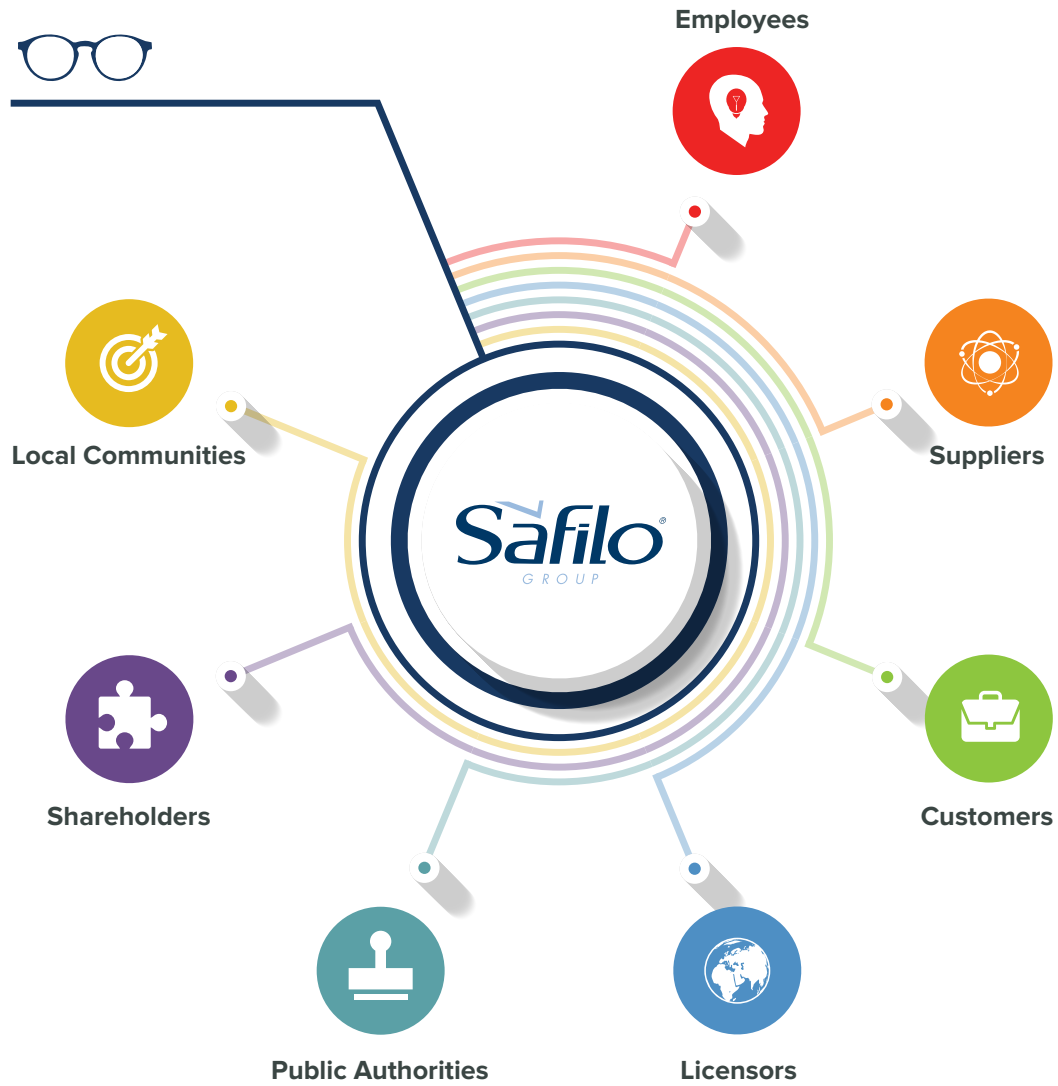 Employees
Suppliers
Local Communities
Safilo®
GROUP
Customers
Shareholders
Licensors
Public Authorities